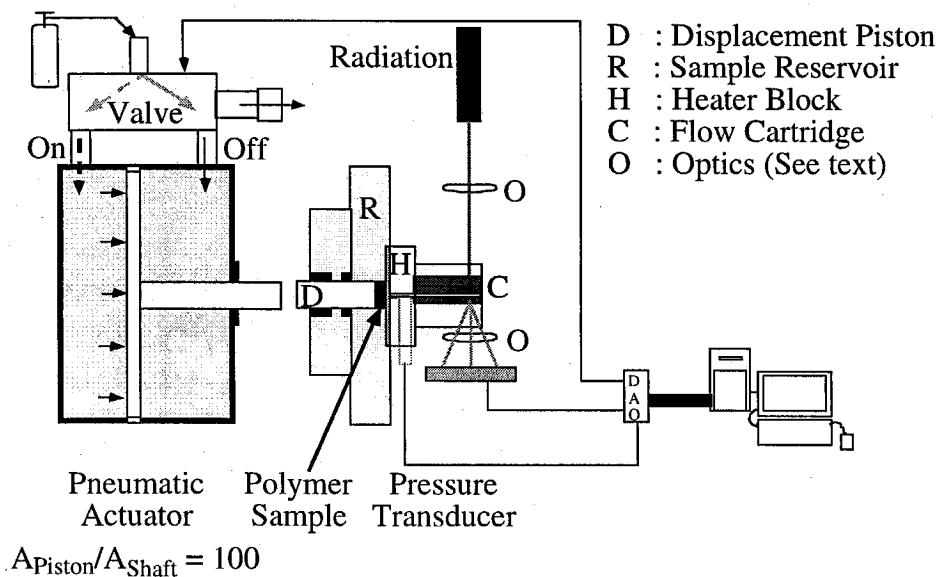 Radiation
D : Displacement Piston
R : Sample Reservoir
H : Heater Block
C : Flow Cartridge
O : Optics (See text)
Valve
On
Off
O
R
H
D
C
O
D
A
Q
Pneumatic
Actuator
Polymer
Sample
Pressure
Transducer
APiston/AShaft = 100